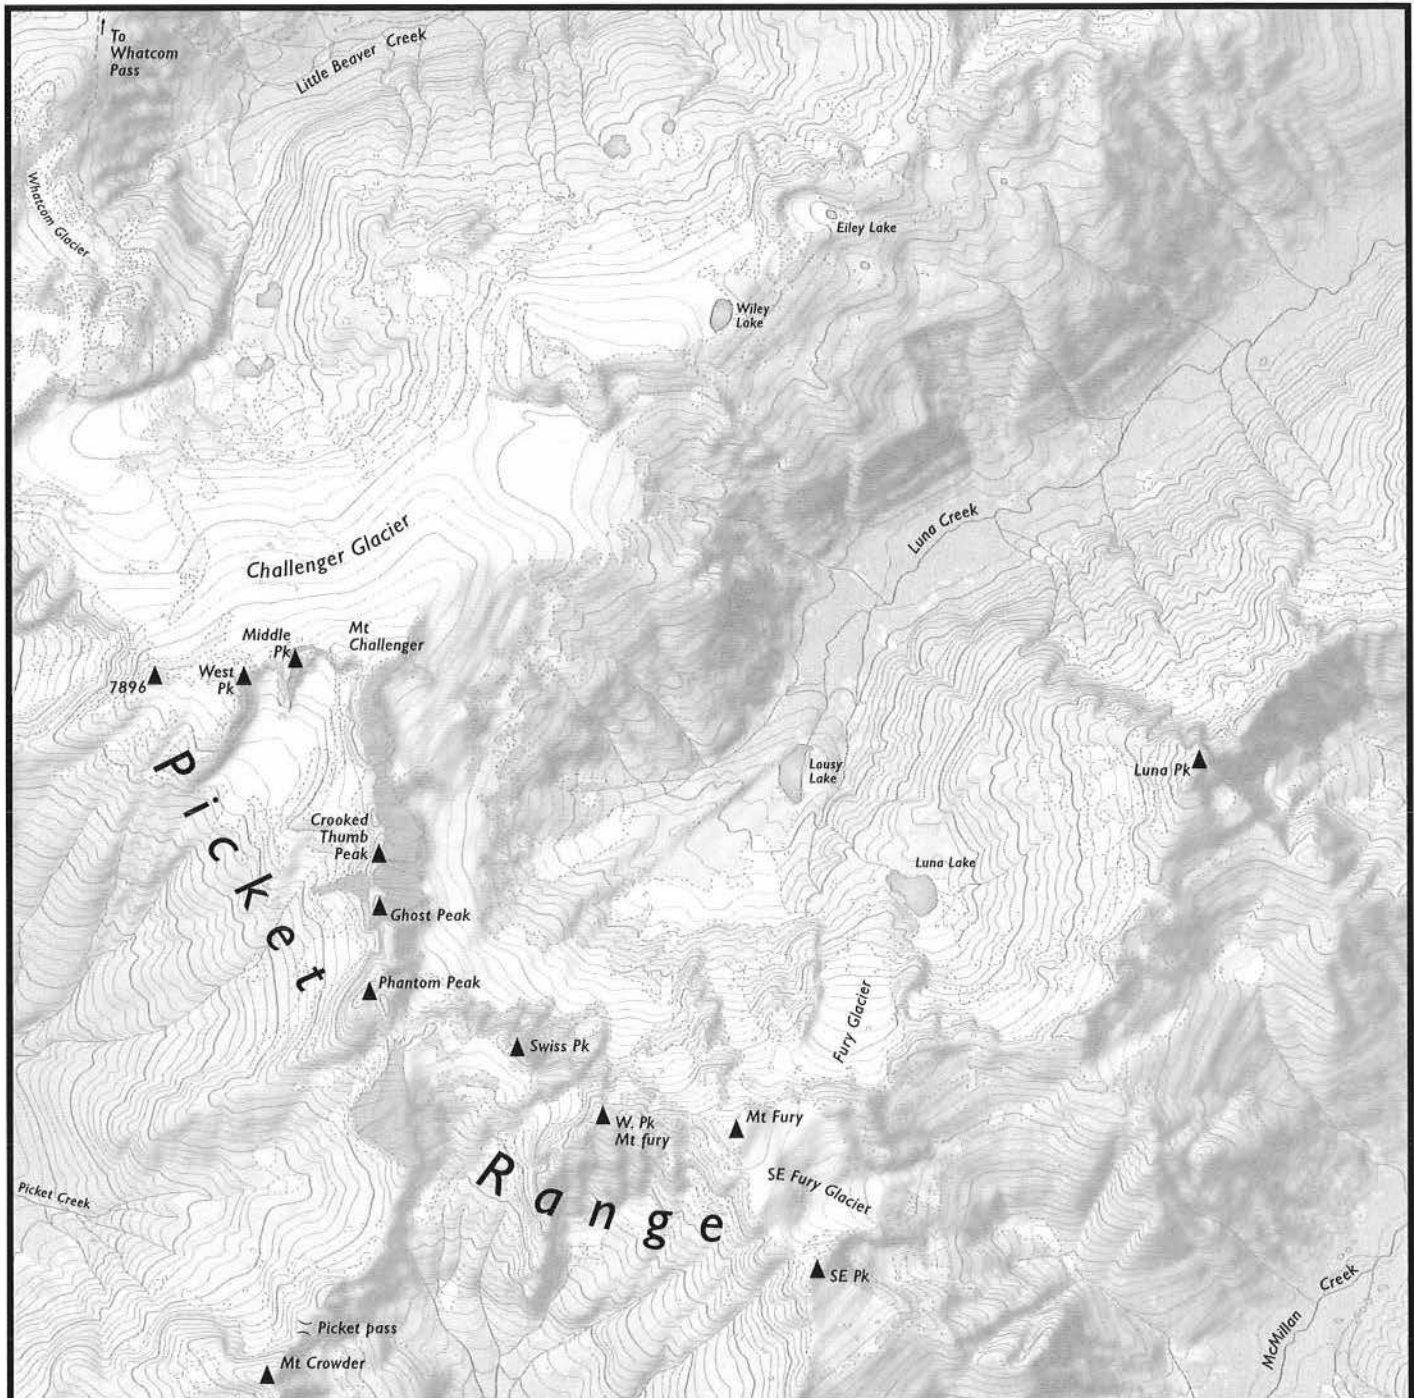 To
Whatcom
Pass
Little Beaver Creek
Whatcom Glacier
Eiley Lake
Wiley
Lake
Luna Creek
Challenger Glacier
Mt
Challenger
Middle
Pk
West
Pk
7896
Picket
Luna Pk
Lousy
Lake
Crooked
Thumb
Peak
Luna Lake
Ghost Peak
Phantom Peak
Fury Glacier
Swiss Pk
W. Pk
Mt fury
Mt Fury
Range
SE Fury Glacier
Picket Creek
SE Pk
McMillan Creek
Picket pass
Mt Crowder